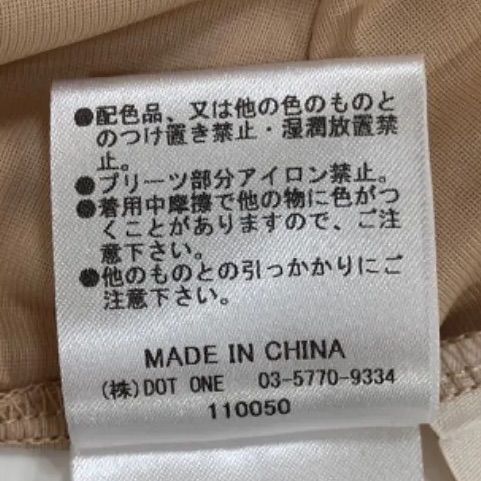 ●配色品、又は他の色のものと
のつけ置き禁止・湿潤放置禁
止。
●プリーツ部分アイロン禁止。
●着用中摩擦で他の物に色がつ
くことがありますので、ご注
意下さい。
●他のものとの引っかかりにご
注意下さい。
MADE IN CHINA
(株)DOT ONE 03-5770-9334
110050